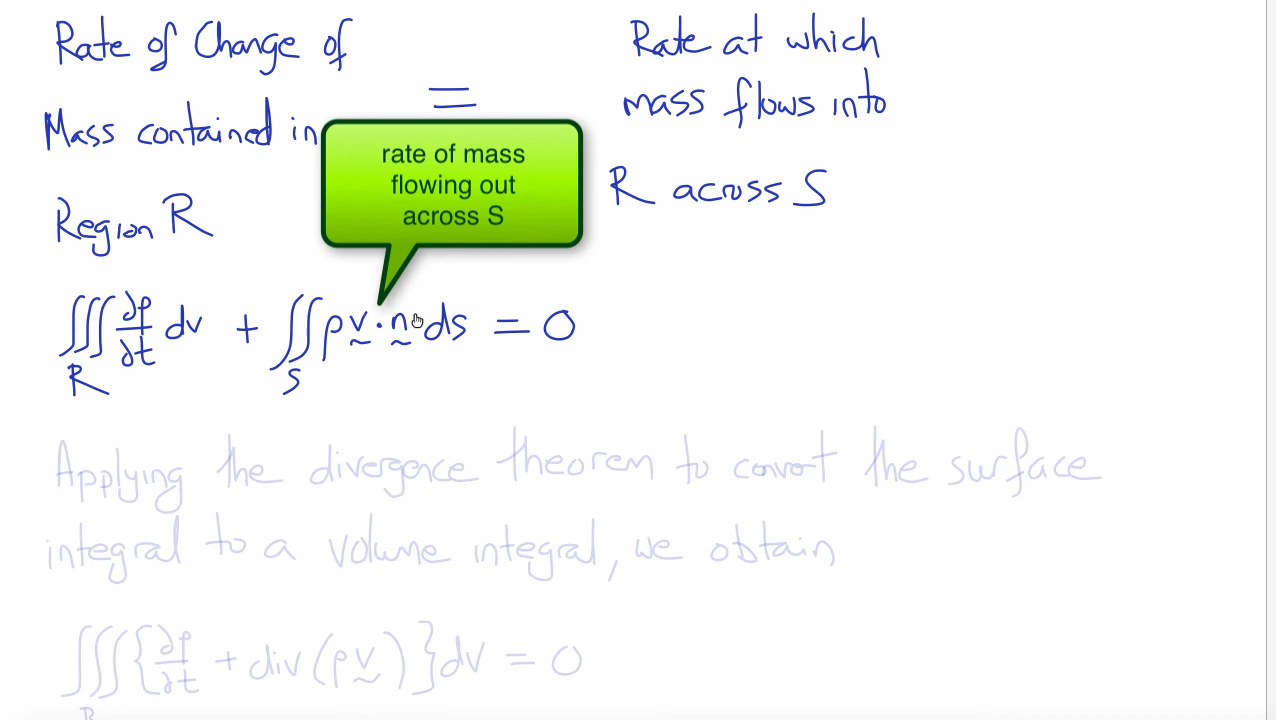 Rate of Change of
Mass contained in
Region R
=
Rate at which
mass flows into
R across S
rate of mass
flowing out
across S
∭_R ∂ρ/∂t dv + ∬_S ρv·n ds = 0
Applying the divergence theorem to convert the surface
integral to a volume integral, we obtain
∭_R {∂ρ/∂t + div(ρv)}dv = 0